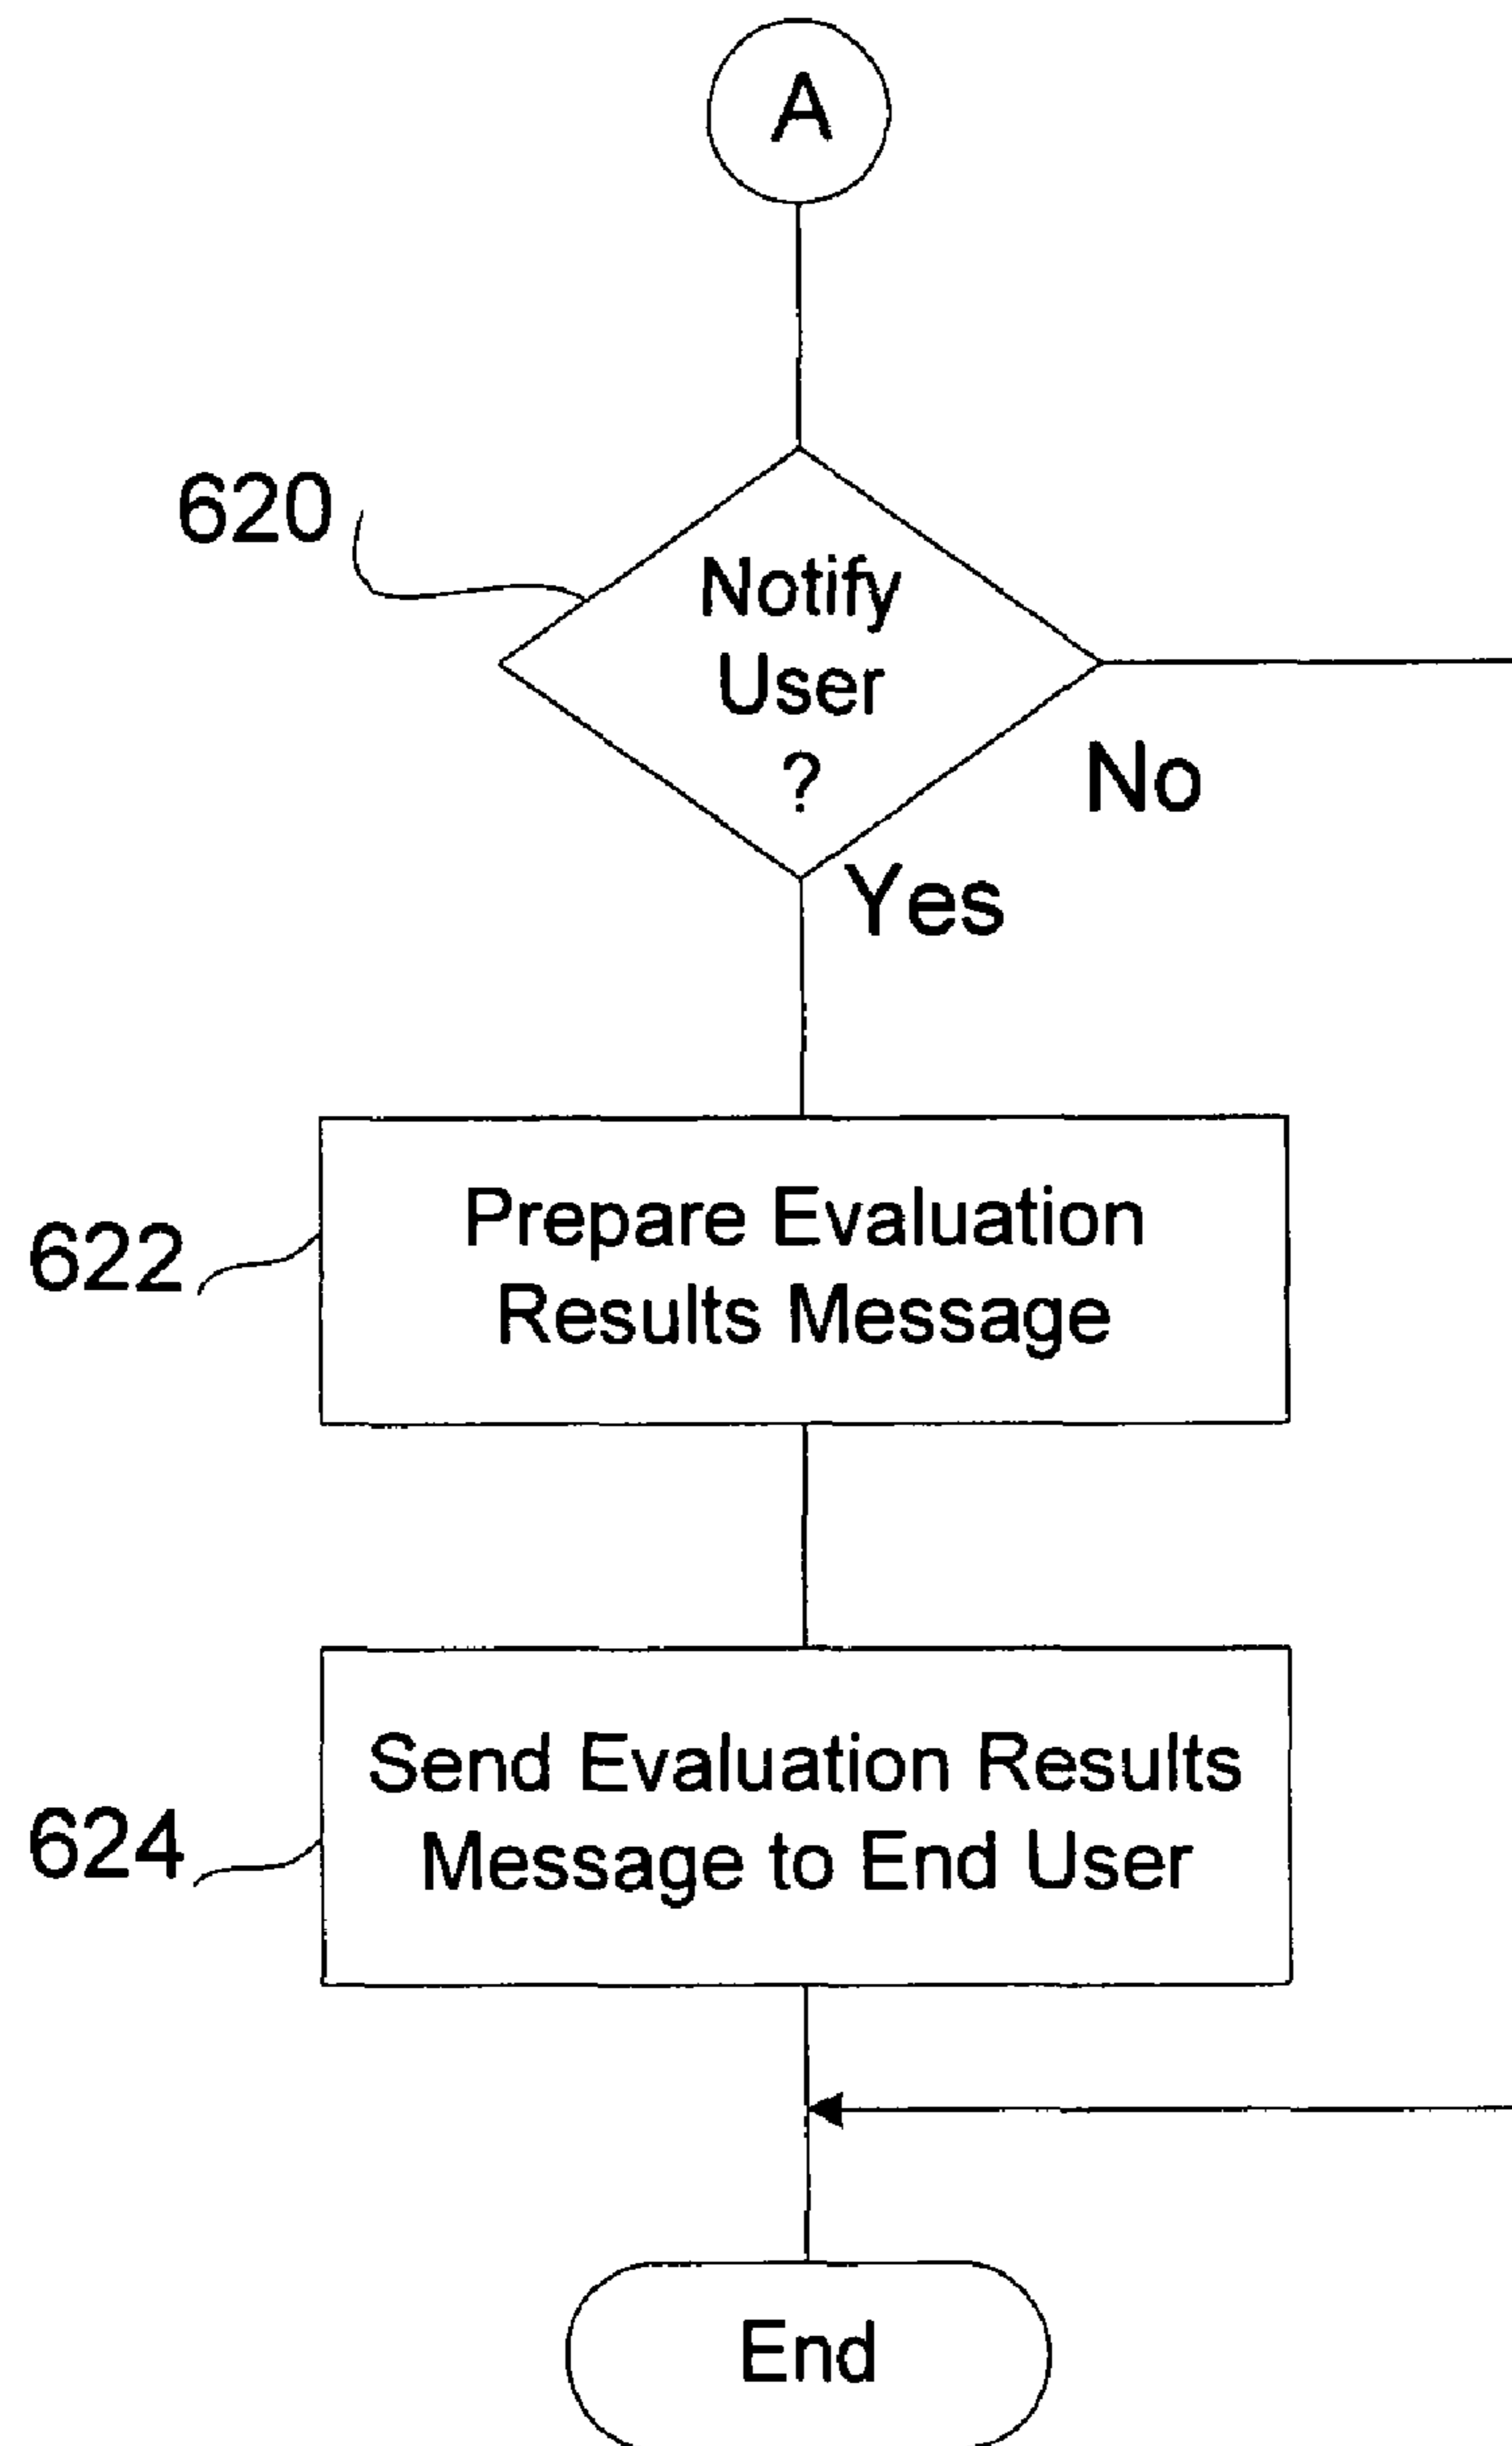 A
620
Notify
User
?
No
Yes
622
Prepare Evaluation
Results Message
624
Send Evaluation Results
Message to End User
End